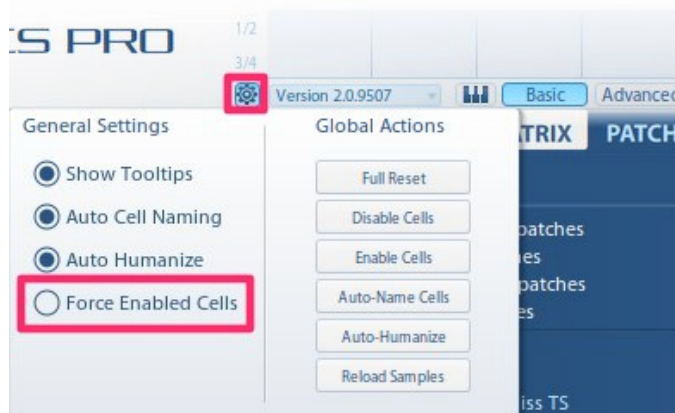 S PRO
1/2
3/4
Version 2.0.9507
Basic
Advanced
General Settings
Show Tooltips
Auto Cell Naming
Auto Humanize
Force Enabled Cells
Global Actions
Full Reset
Disable Cells
Enable Cells
Auto-Name Cells
Auto-Humanize
Reload Samples
TRIX
PATCH
patches
es
patches
es
iss TS